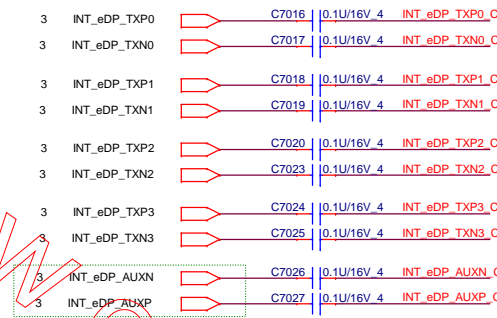 3 INT_eDP_TXP0 C7016 0.1U/16V_4 INT_eDP_TXP0_C
3 INT_eDP_TXN0 C7017 0.1U/16V_4 INT_eDP_TXN0_C
3 INT_eDP_TXP1 C7018 0.1U/16V_4 INT_eDP_TXP1_C
3 INT_eDP_TXN1 C7019 0.1U/16V_4 INT_eDP_TXN1_C
3 INT_eDP_TXP2 C7020 0.1U/16V_4 INT_eDP_TXP2_C
3 INT_eDP_TXN2 C7023 0.1U/16V_4 INT_eDP_TXN2_C
3 INT_eDP_TXP3 C7024 0.1U/16V_4 INT_eDP_TXP3_C
3 INT_eDP_TXN3 C7025 0.1U/16V_4 INT_eDP_TXN3_C
3 INT_eDP_AUXN C7026 0.1U/16V_4 INT_eDP_AUXN_C
3 INT_eDP_AUXP C7027 0.1U/16V_4 INT_eDP_AUXP_C